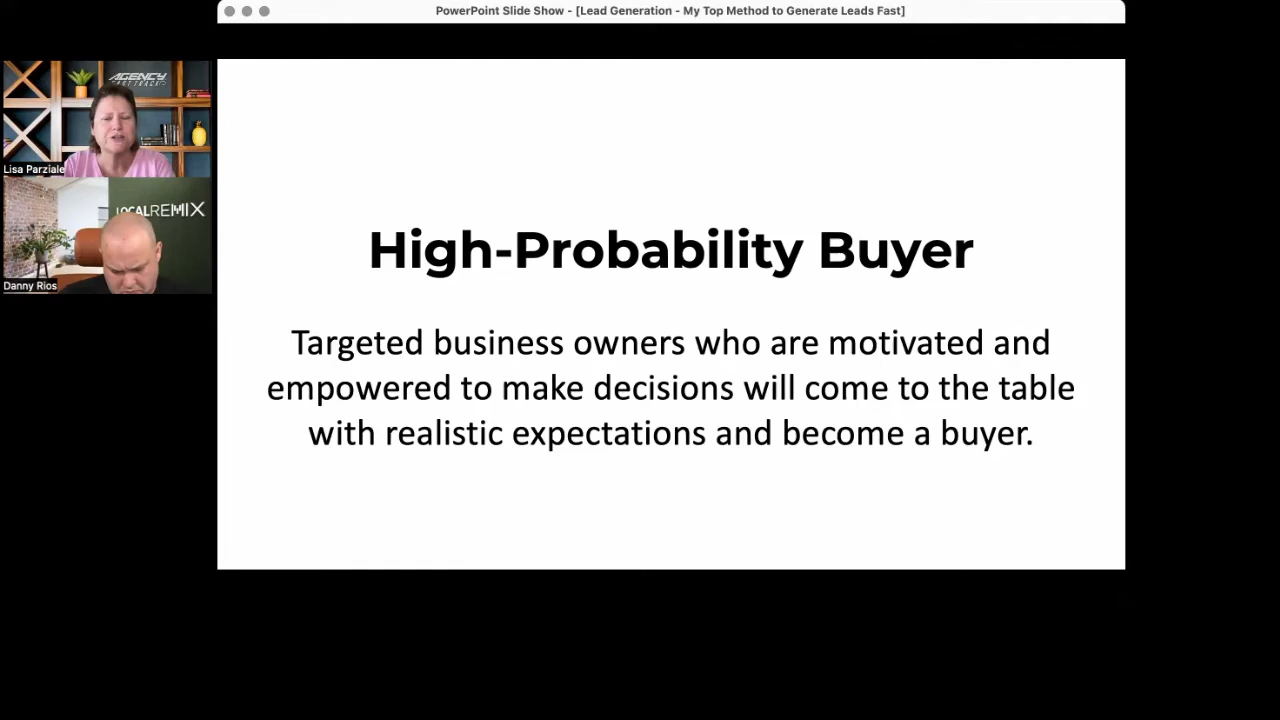 PowerPoint Slide Show - [Lead Generation - My Top Method to Generate Leads Fast]
AGENCY
Lisa Parziale
LOCALREMIX
Danny Rios
High-Probability Buyer
Targeted business owners who are motivated and
empowered to make decisions will come to the table
with realistic expectations and become a buyer.